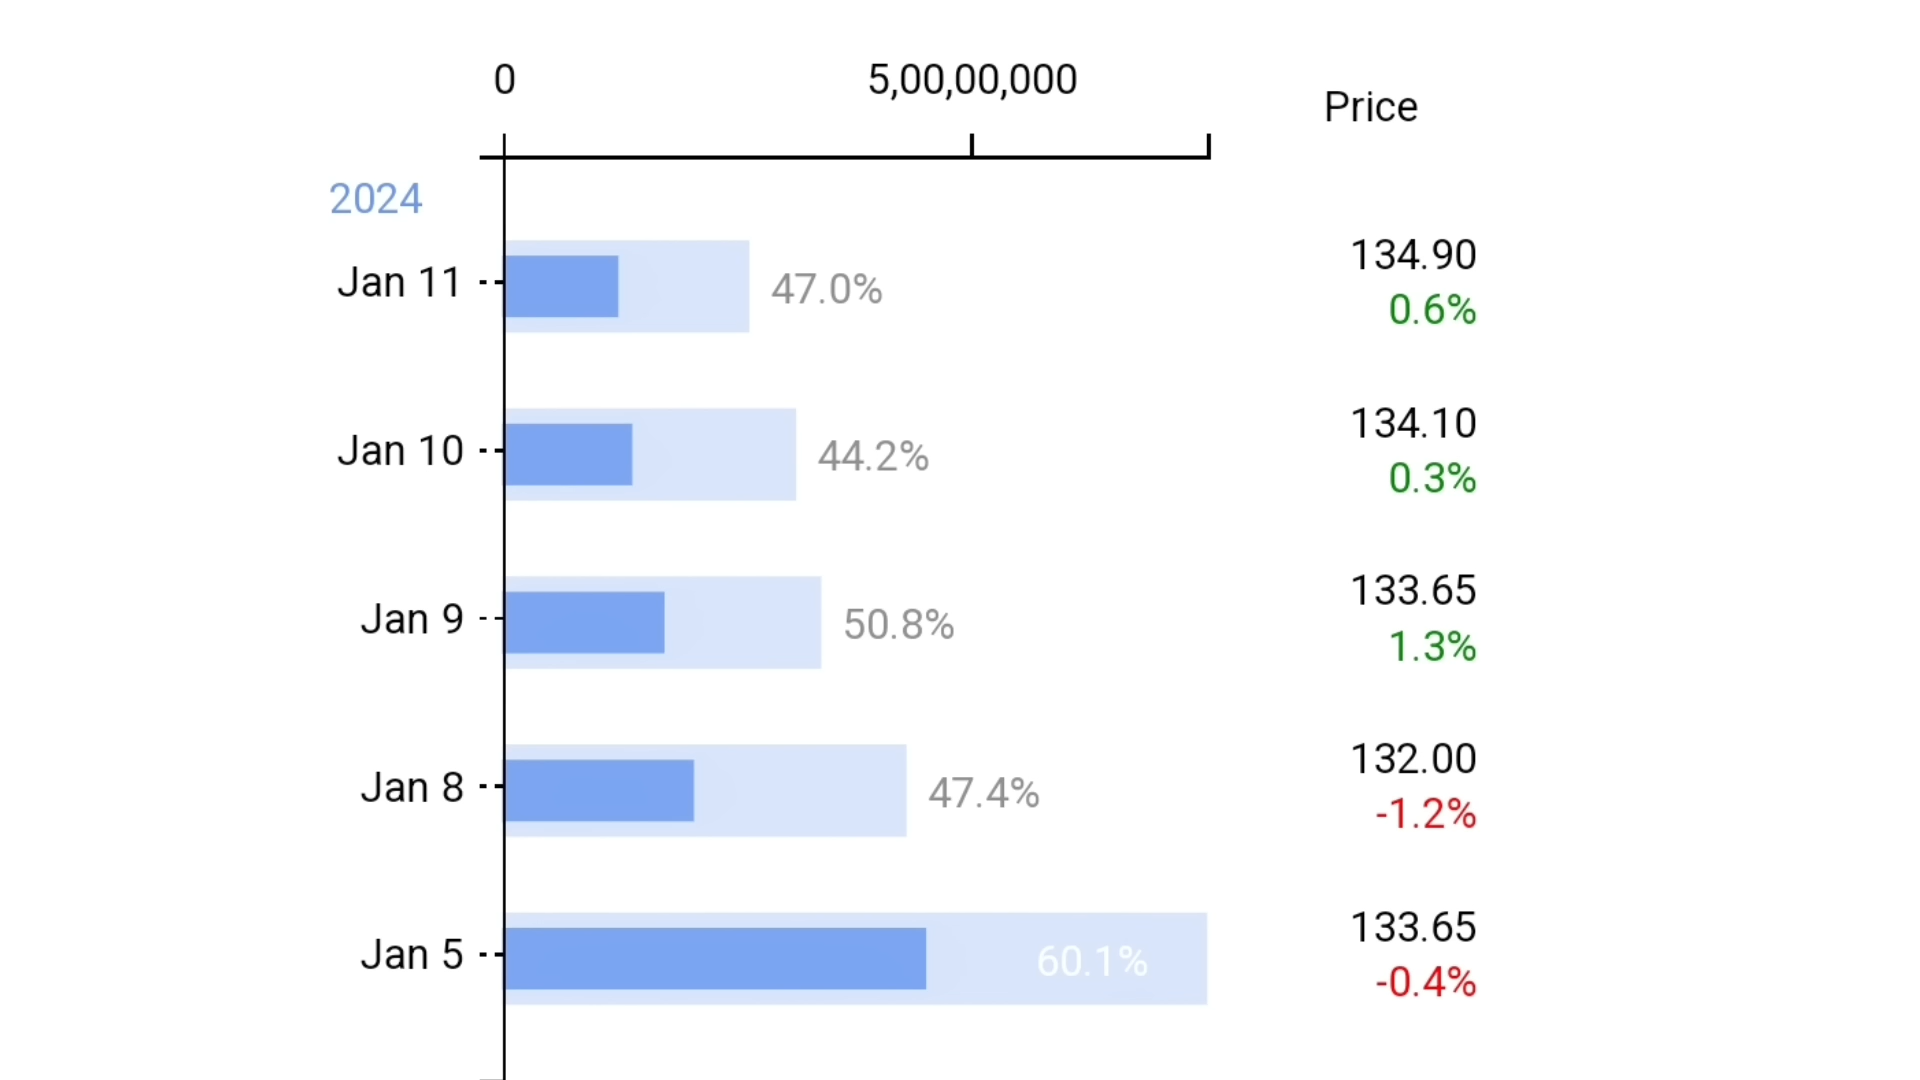 0 5,00,00,000 Price
2024
Jan 11 47.0% 134.90
0.6%
Jan 10 44.2% 134.10
0.3%
Jan 9 50.8% 133.65
1.3%
Jan 8 47.4% 132.00
-1.2%
Jan 5 60.1% 133.65
-0.4%